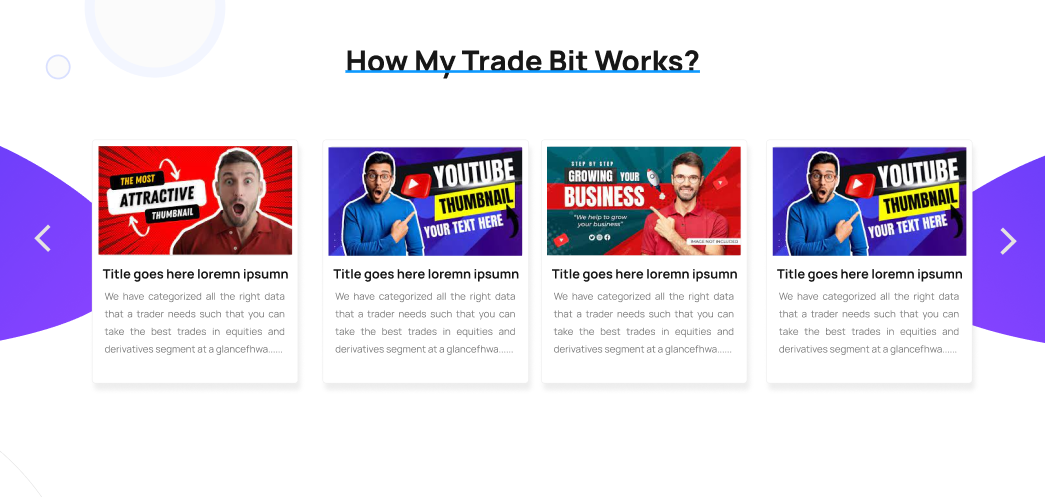 How My Trade Bit Works?
THE MOST
ATTRACTIVE
THUMBNAIL
Title goes here loremn ipsumn
We have categorized all the right data
that a trader needs such that you can
take the best trades in equities and
derivatives segment at a glancefhwa......
YOUTUBE
THUMBNAIL
YOUR TEXT HERE
Title goes here loremn ipsumn
We have categorized all the right data
that a trader needs such that you can
take the best trades in equities and
derivatives segment at a glancefhwa......
STEP BY STEP
GROWING YOUR
BUSINESS
"We help to grow
your business"
IMAGE NOT INCLUDED
Title goes here loremn ipsumn
We have categorized all the right data
that a trader needs such that you can
take the best trades in equities and
derivatives segment at a glancefhwa......
YOUTUBE
THUMBNAIL
YOUR TEXT HERE
Title goes here loremn ipsumn
We have categorized all the right data
that a trader needs such that you can
take the best trades in equities and
derivatives segment at a glancefhwa......